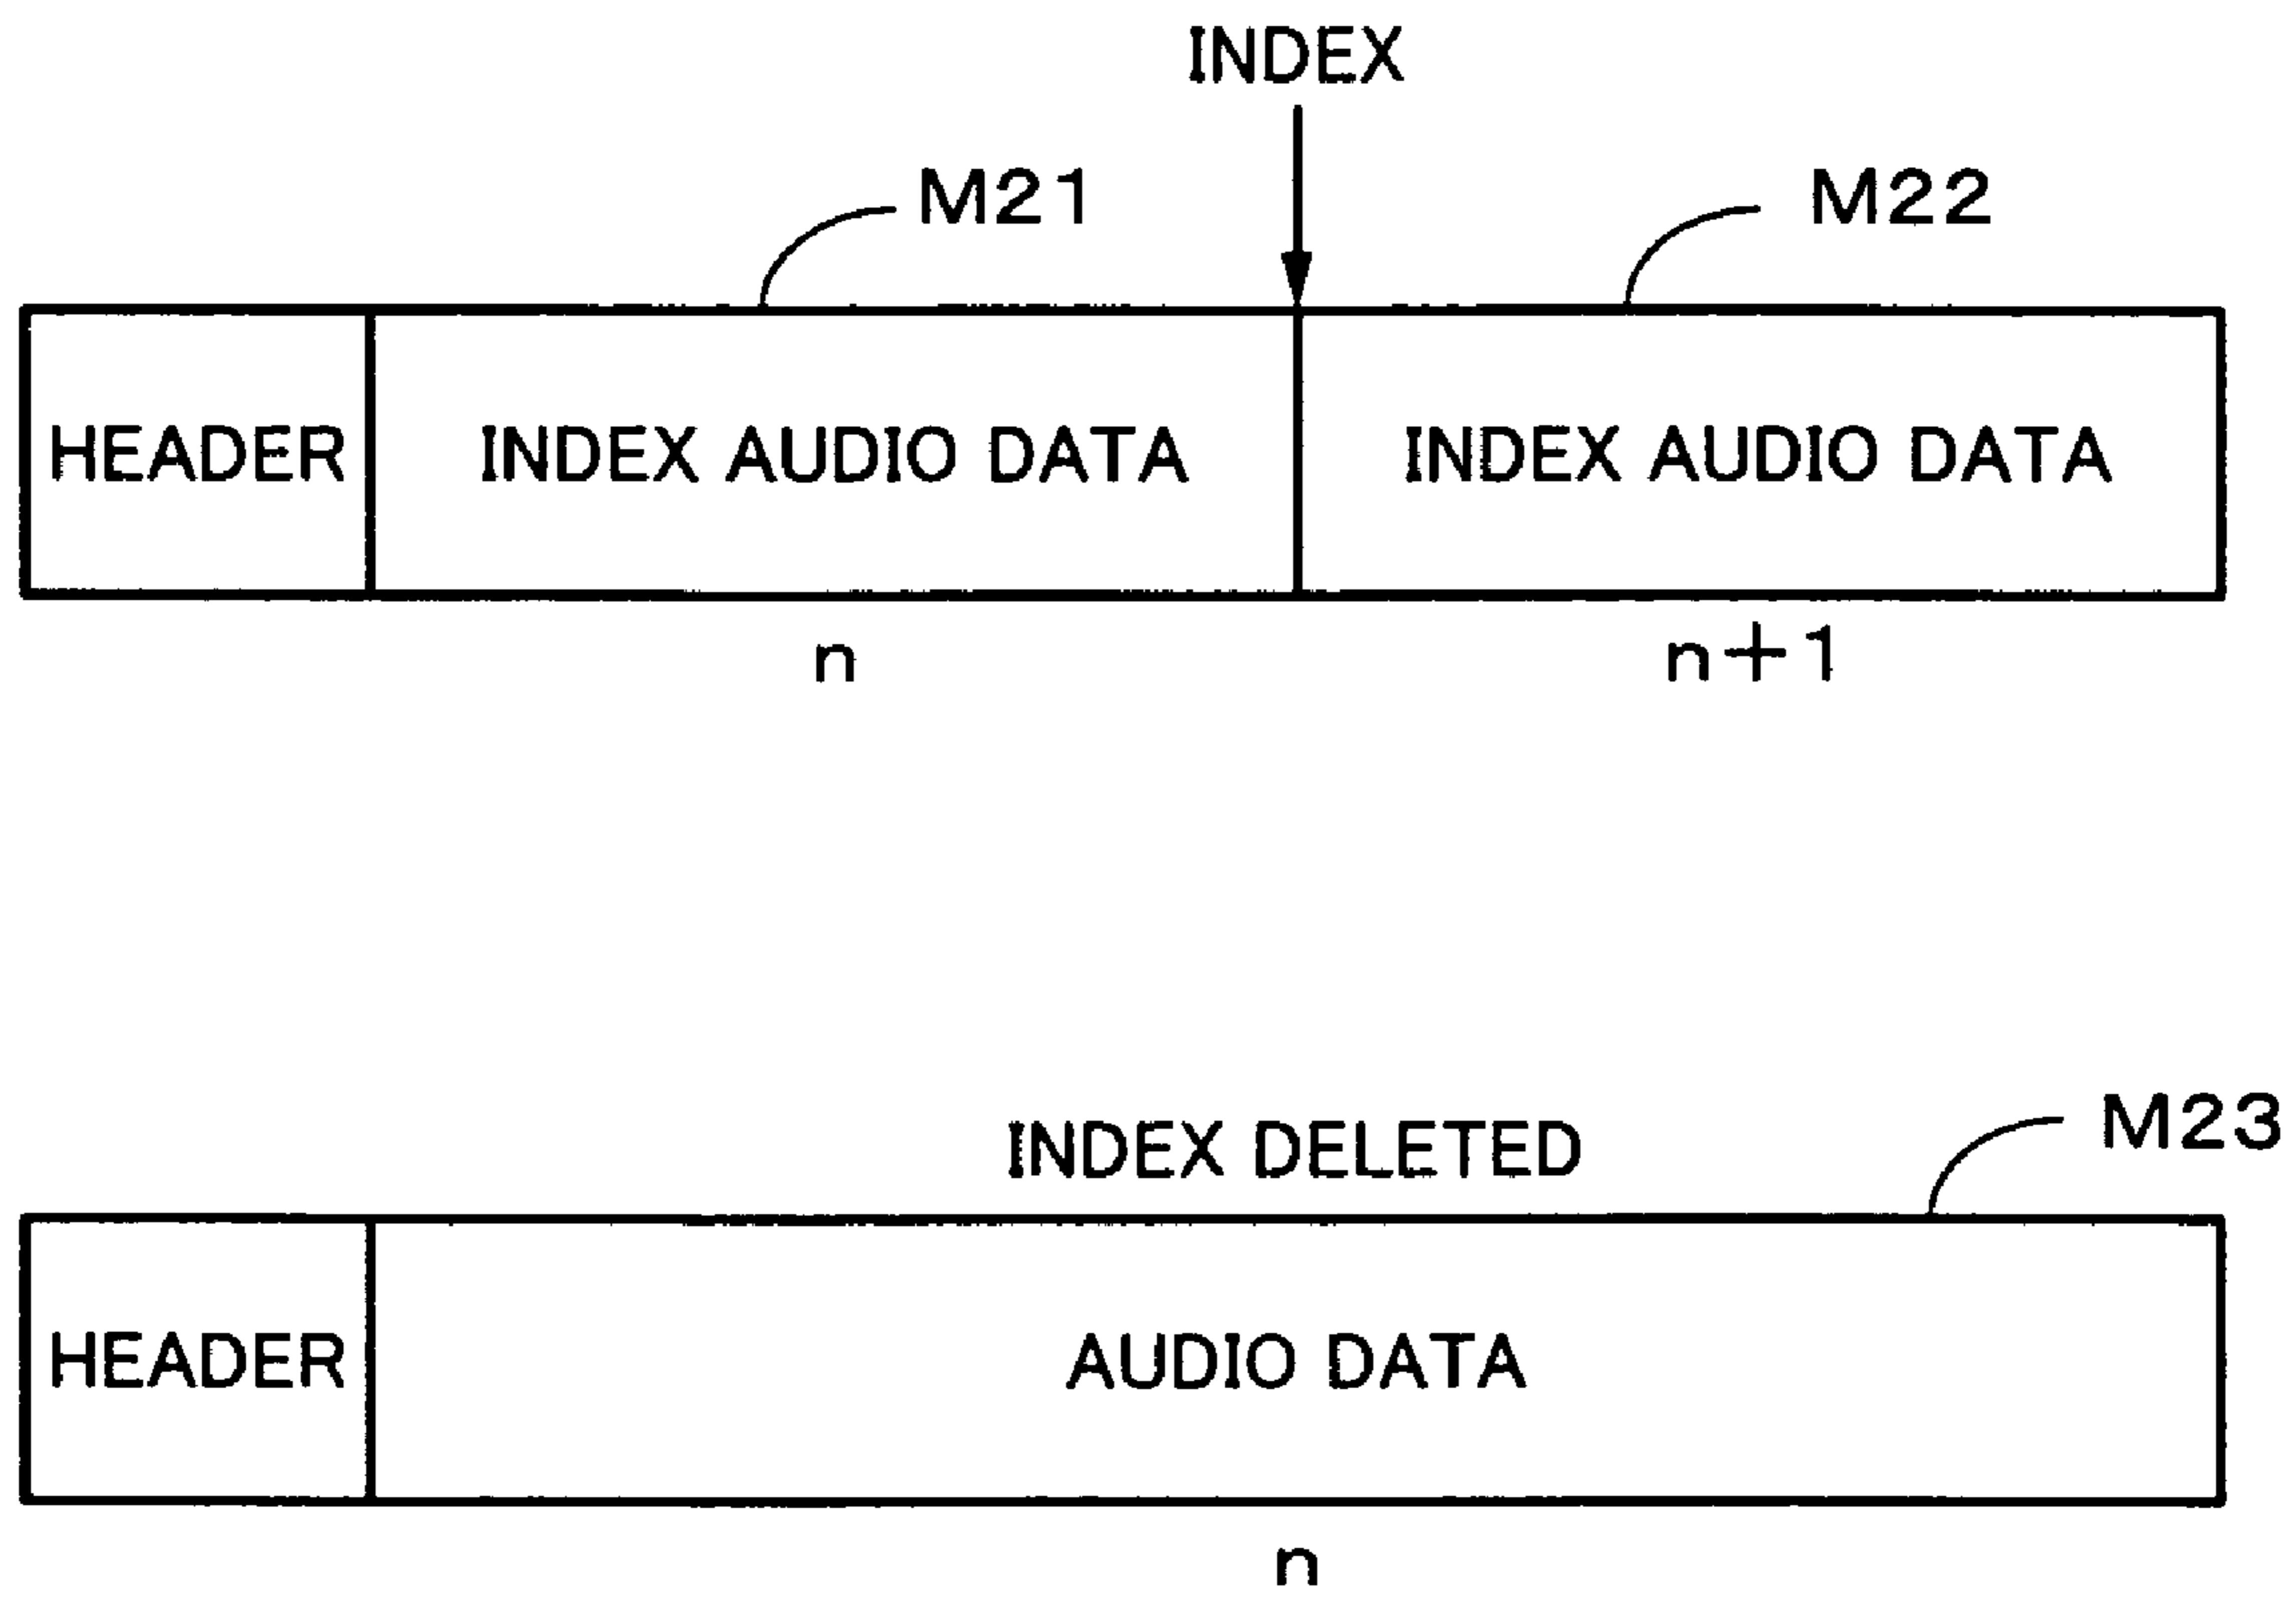 INDEX
M21
M22
HEADER
INDEX AUDIO DATA
INDEX AUDIO DATA
n
n+1
INDEX DELETED
M23
HEADER
AUDIO DATA
n